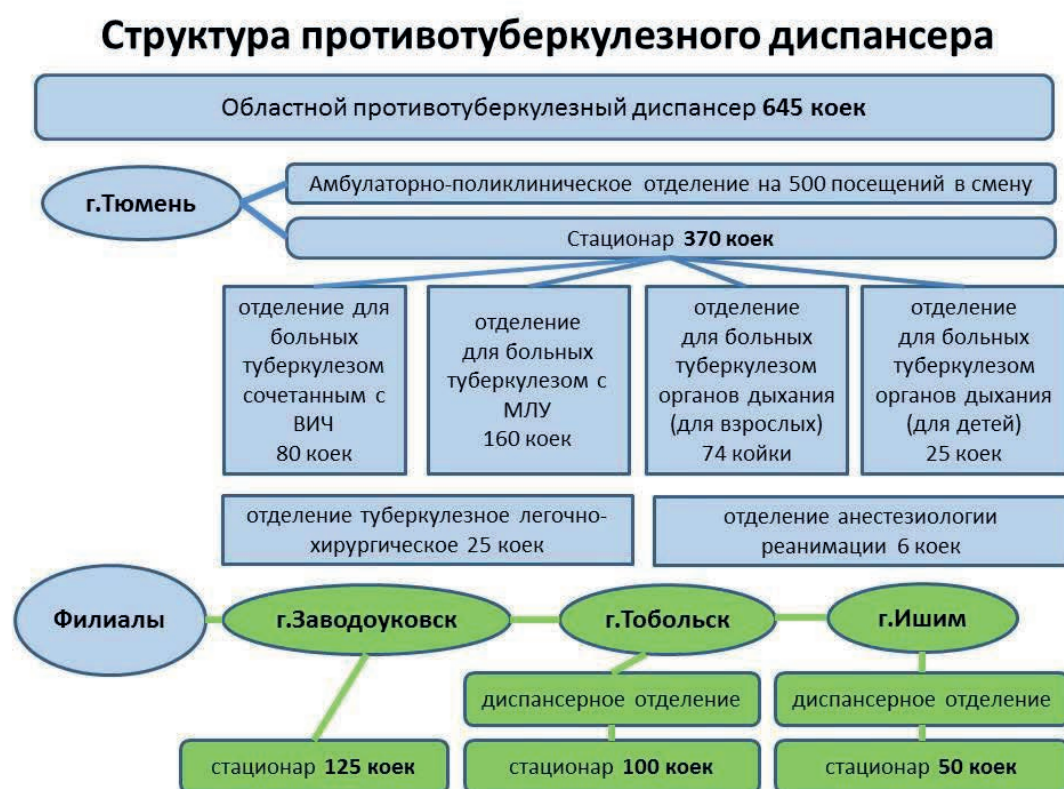 Структура противотуберкулезного диспансера
Областной противотуберкулезный диспансер 645 коек
г.Тюмень
Амбулаторно-поликлиническое отделение на 500 посещений в смену
Стационар 370 коек
отделение для
больных
туберкулезом
сочетанным с
ВИЧ
80 коек
отделение
для больных
туберкулезом с
МЛУ
160 коек
отделение
для больных
туберкулезом
органов дыхания
(для взрослых)
74 койки
отделение
для больных
туберкулезом
органов дыхания
(для детей)
25 коек
отделение туберкулезное легочно-
хирургическое 25 коек
отделение анестезиологии
реанимации 6 коек
Филиалы
г.Заводоуковск
г.Тобольск
г.Ишим
диспансерное отделение
диспансерное отделение
стационар 125 коек
стационар 100 коек
стационар 50 коек